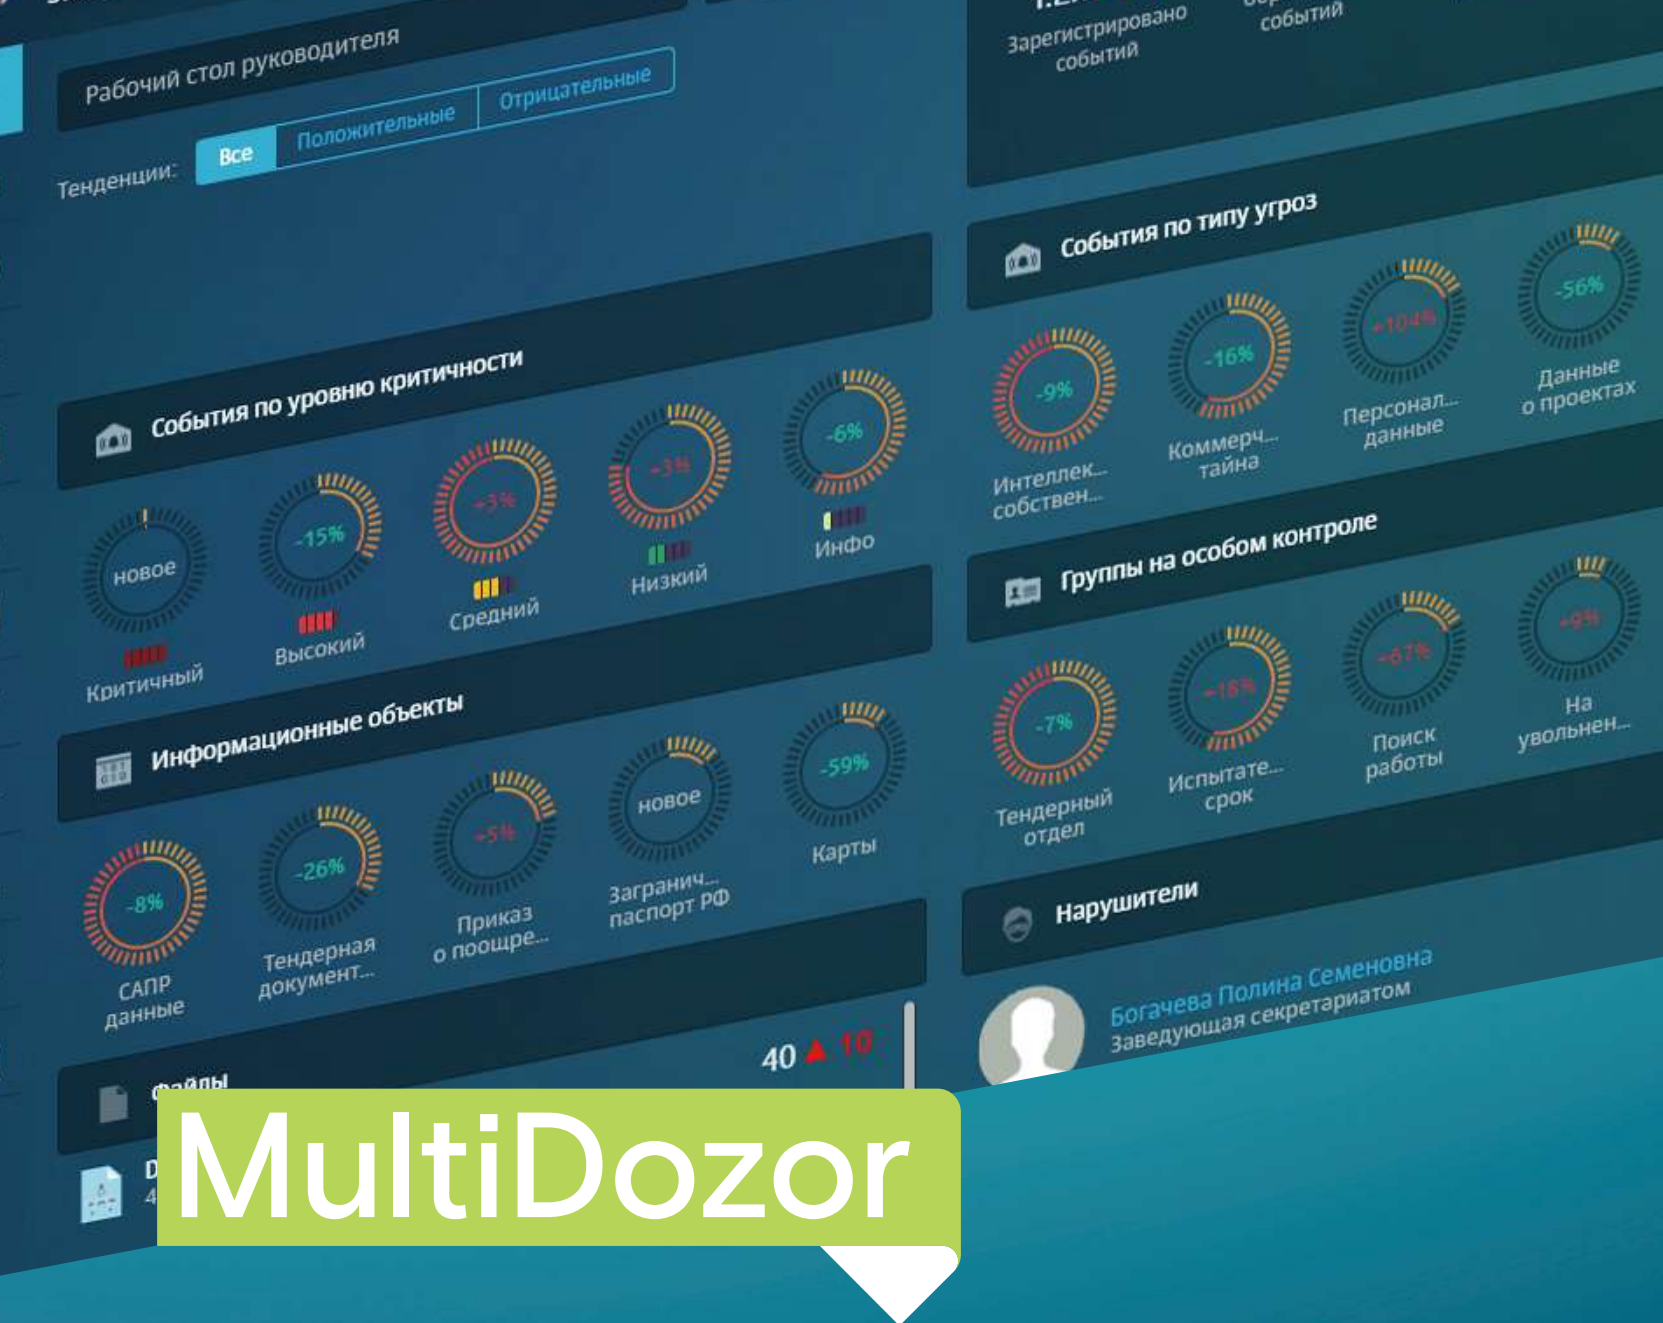 Рабочий стол руководителя
Тенденции:
Все
Положительные
Отрицательные
Зарегистрировано
событий
событий
События по уровню критичности
новое
Критичный
-15%
Высокий
+3%
Средний
+3%
Низкий
-6%
Инфо
События по типу угроз
-9%
Интеллек...
собствен...
-16%
Коммерч...
тайна
+104%
Персонал...
данные
-56%
Данные
о проектах
Информационные объекты
-8%
САПР
данные
-26%
Тендерная
документ...
+5%
Приказ
о поощре...
новое
Загранич...
паспорт РФ
-59%
Карты
Группы на особом контроле
-7%
Тендерный
отдел
+18%
Испытате...
срок
+67%
Поиск
работы
+9%
На
увольнен...
Файлы
40 ▲ 10
Нарушители
Богачева Полина Семеновна
Заведующая секретариатом
MultiDozor